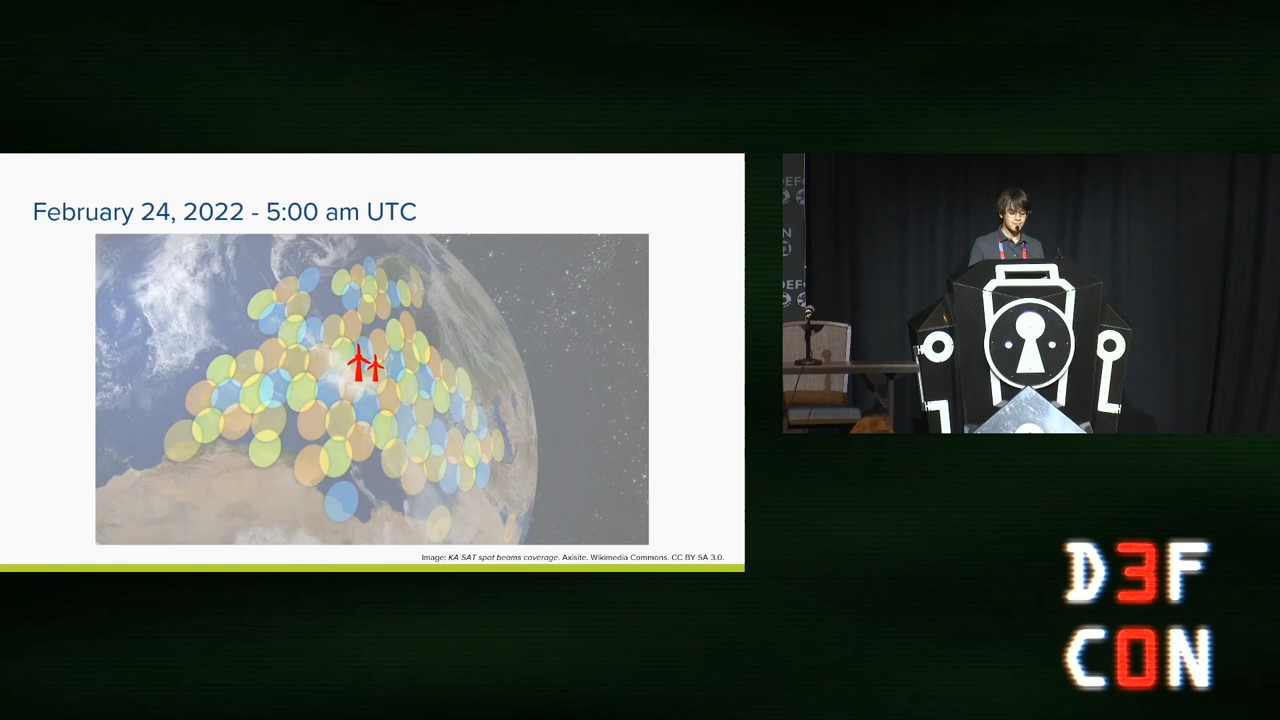 February 24, 2022 - 5:00 am UTC
Image: KA SAT spot beams coverage. Axisite. Wikimedia Commons. CC BY SA 3.0.
D3F
C0N